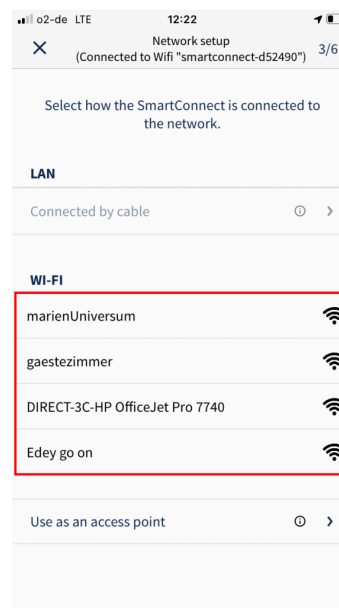 o2-de LTE 12:22
Network setup
(Connected to Wifi "smartconnect-d52490") 3/6
Select how the SmartConnect is connected to
the network.
LAN
Connected by cable
WI-FI
marienUniversum
gaestezimmer
DIRECT-3C-HP OfficeJet Pro 7740
Edey go on
Use as an access point